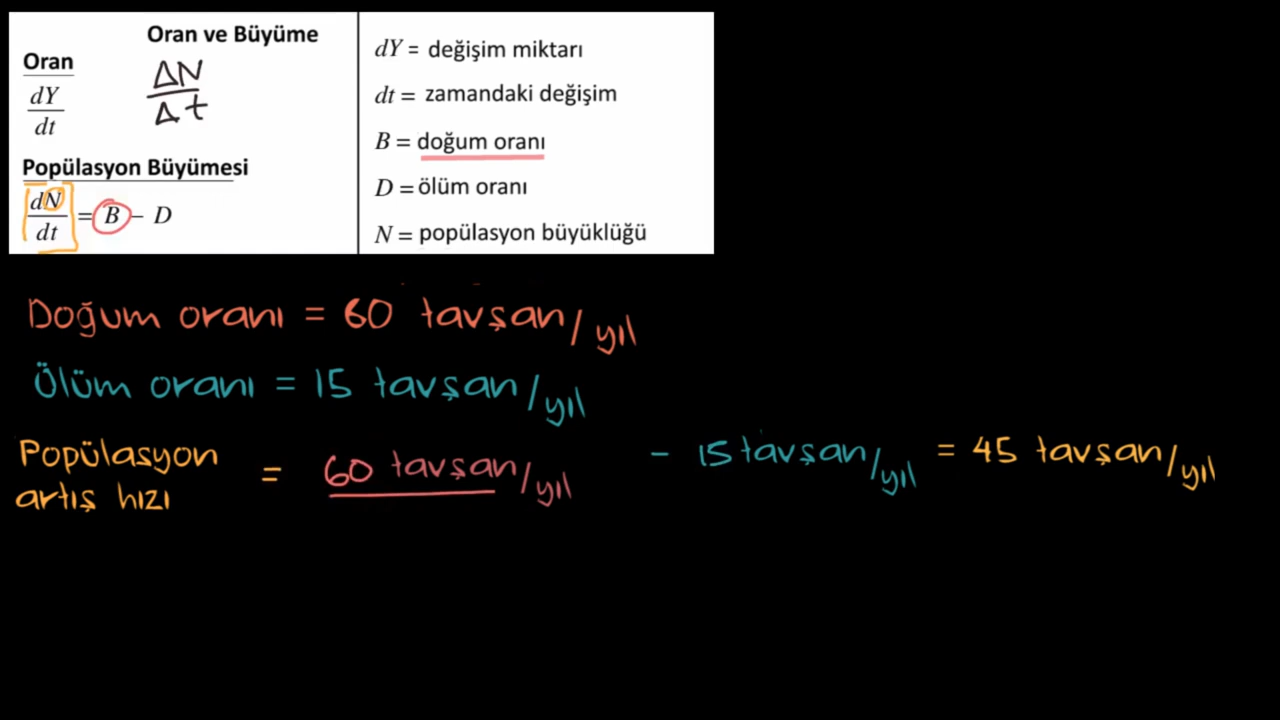 Oran ve Büyüme
Oran
dY
dt
ΔN
Δt
Popülasyon Büyümesi
dN
dt
= B – D
dY = değişim miktarı
dt = zamandaki değişim
B = doğum oranı
D = ölüm oranı
N = popülasyon büyüklüğü
Doğum oranı = 60 tavşan/yıl
Ölüm oranı = 15 tavşan/yıl
Popülasyon
artış hızı = 60 tavşan/yıl - 15 tavşan/yıl = 45 tavşan/yıl